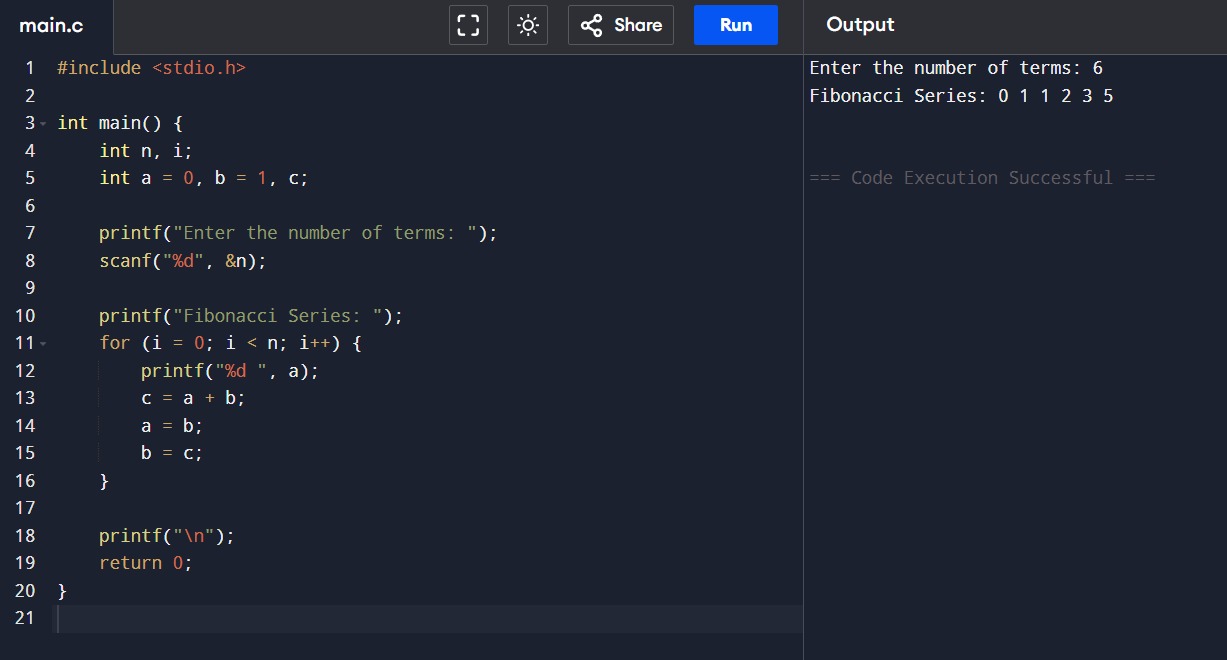 main.c
Share
Run
Output
1 #include <stdio.h>
2
3 int main() {
4     int n, i;
5     int a = 0, b = 1, c;
6
7     printf("Enter the number of terms: ");
8     scanf("%d", &n);
9
10     printf("Fibonacci Series: ");
11     for (i = 0; i < n; i++) {
12         printf("%d ", a);
13         c = a + b;
14         a = b;
15         b = c;
16     }
17
18     printf("\n");
19     return 0;
20 }
21
Enter the number of terms: 6
Fibonacci Series: 0 1 1 2 3 5
=== Code Execution Successful ===